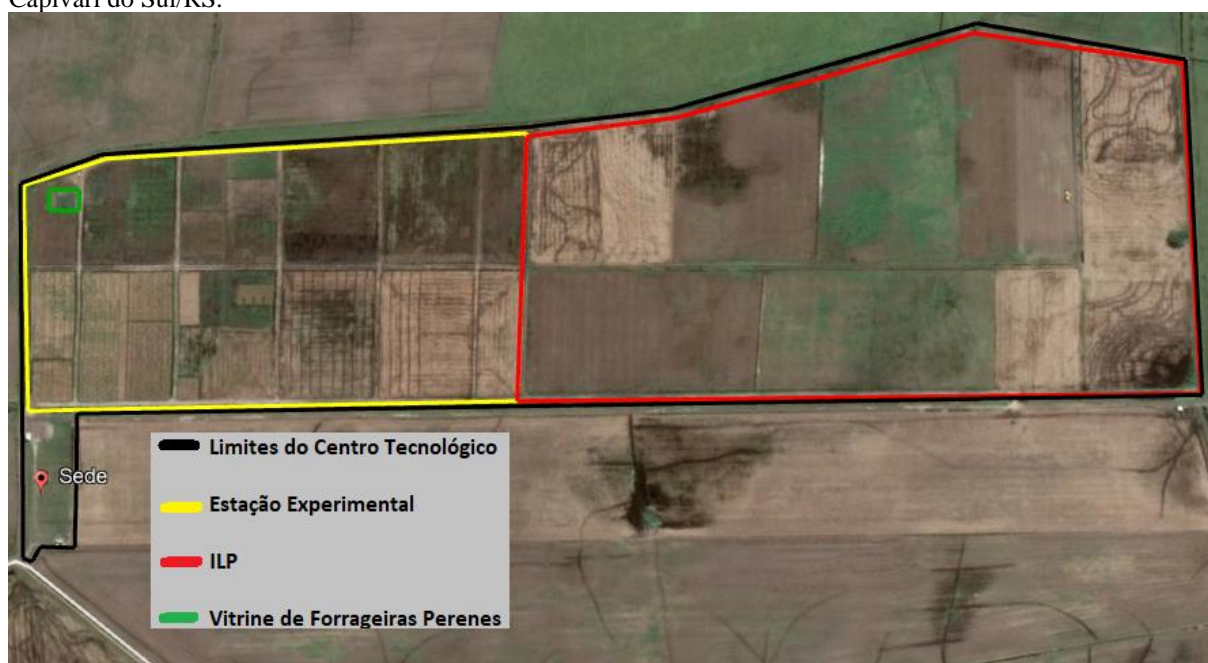 Capivari do Sul/RS.
Sede
Limites do Centro Tecnológico
Estação Experimental
ILP
Vitrine de Forrageiras Perenes